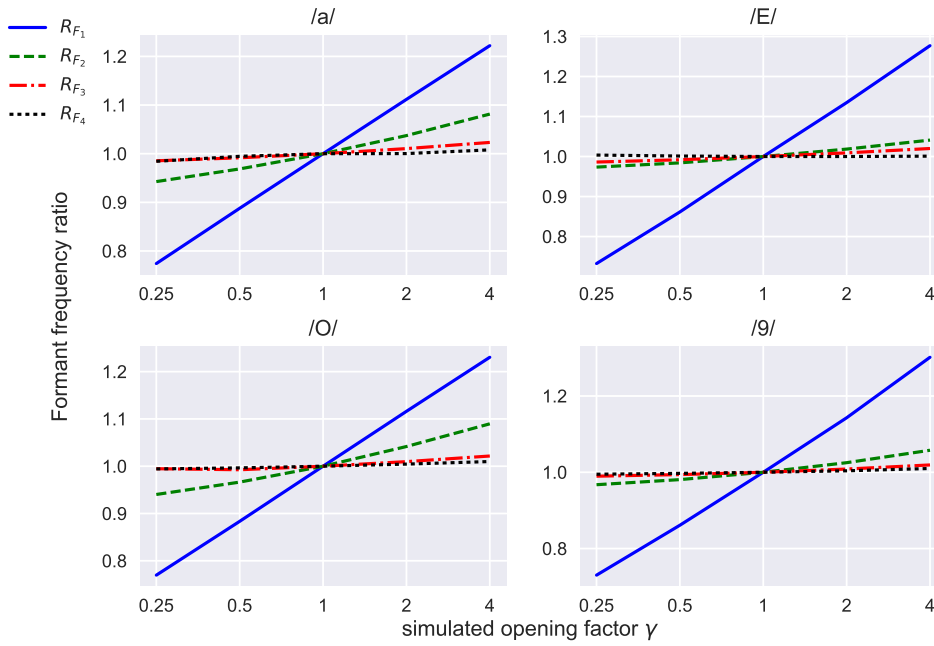 R_{F_1}
R_{F_2}
R_{F_3}
R_{F_4}
Formant frequency ratio
/a/
1.2
1.1
1.0
0.9
0.8
0.25 0.5 1 2 4
/E/
1.3
1.2
1.1
1.0
0.9
0.8
0.25 0.5 1 2 4
/O/
1.2
1.1
1.0
0.9
0.8
0.25 0.5 1 2 4
/9/
1.2
1.0
0.8
0.25 0.5 1 2 4
simulated opening factor γ